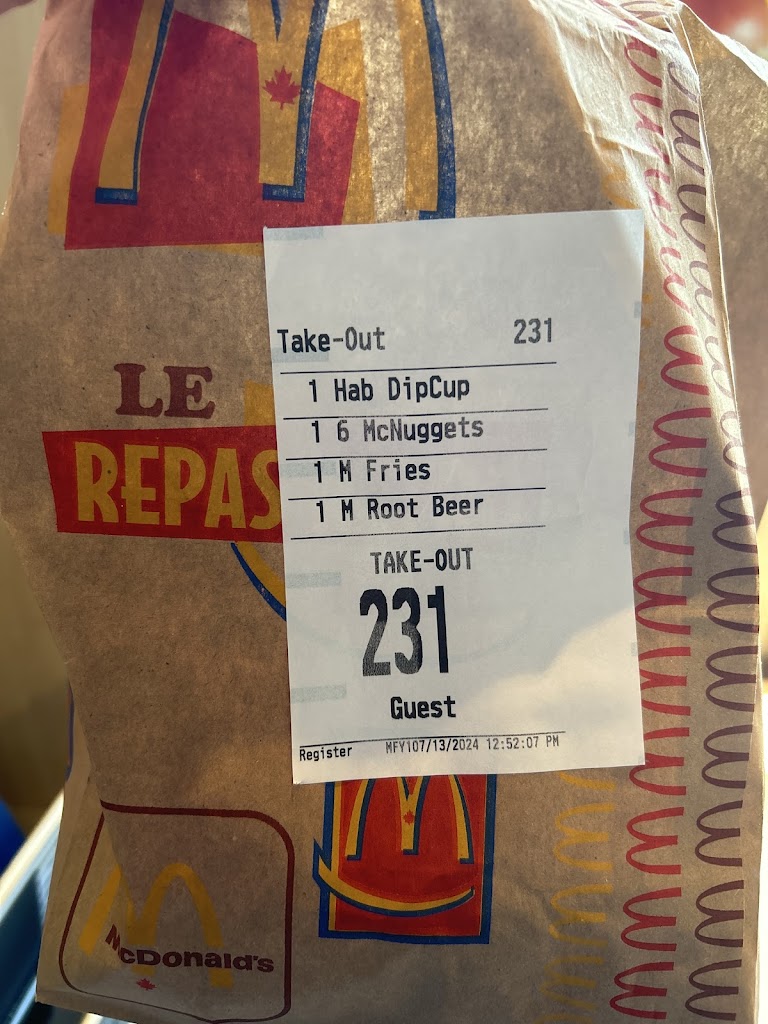 Take-Out 231
1 Hab DipCup
1 6 McNuggets
1 M Fries
1 M Root Beer
TAKE-OUT
231
Guest
Register MFY107/13/2024 12:52:07 PM
LE
REPAS
McDonald's